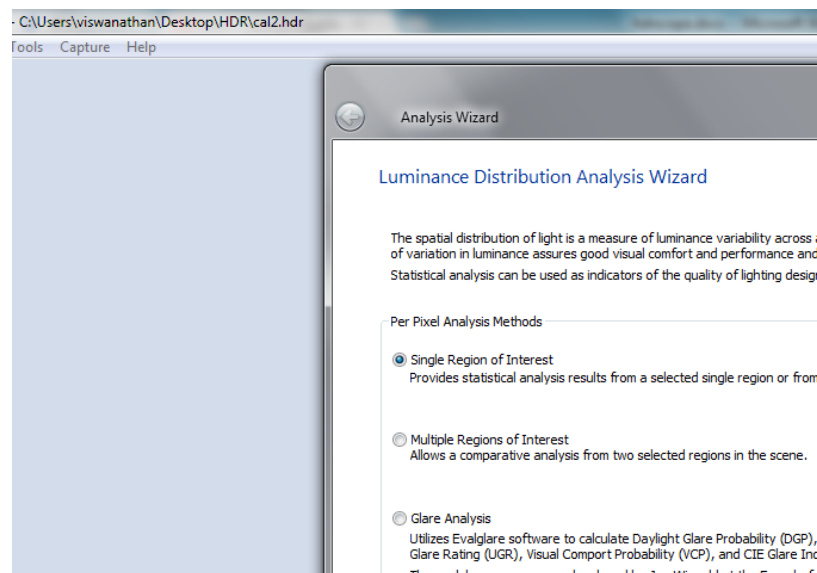 - C:\Users\viswanathan\Desktop\HDR\cal2.hdr
Tools Capture Help
Analysis Wizard
Luminance Distribution Analysis Wizard
The spatial distribution of light is a measure of luminance variability across
of variation in luminance assures good visual comfort and performance and
Statistical analysis can be used as indicators of the quality of lighting desig
Per Pixel Analysis Methods
Single Region of Interest
Provides statistical analysis results from a selected single region or from
Multiple Regions of Interest
Allows a comparative analysis from two selected regions in the scene.
Glare Analysis
Utilizes Evalglare software to calculate Daylight Glare Probability (DGP),
Glare Rating (UGR), Visual Comport Probability (VCP), and CIE Glare Ind